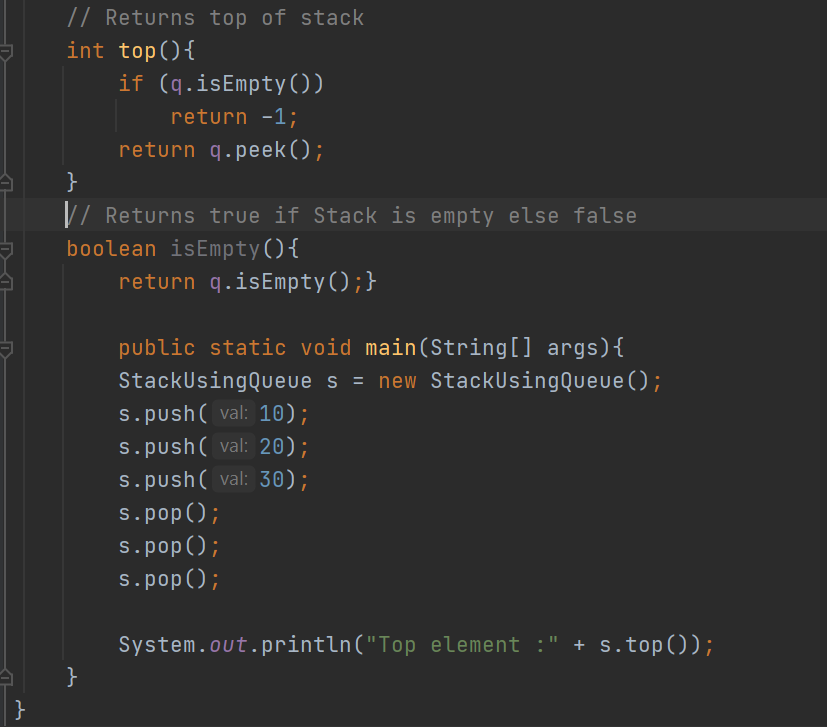 // Returns top of stack
int top(){
if (q.isEmpty())
return -1;
return q.peek();
}
// Returns true if Stack is empty else false
boolean isEmpty(){
return q.isEmpty();}
public static void main(String[] args){
StackUsingQueue s = new StackUsingQueue();
s.push( val: 10);
s.push( val: 20);
s.push( val: 30);
s.pop();
s.pop();
s.pop();
System.out.println("Top element :" + s.top());
}
}